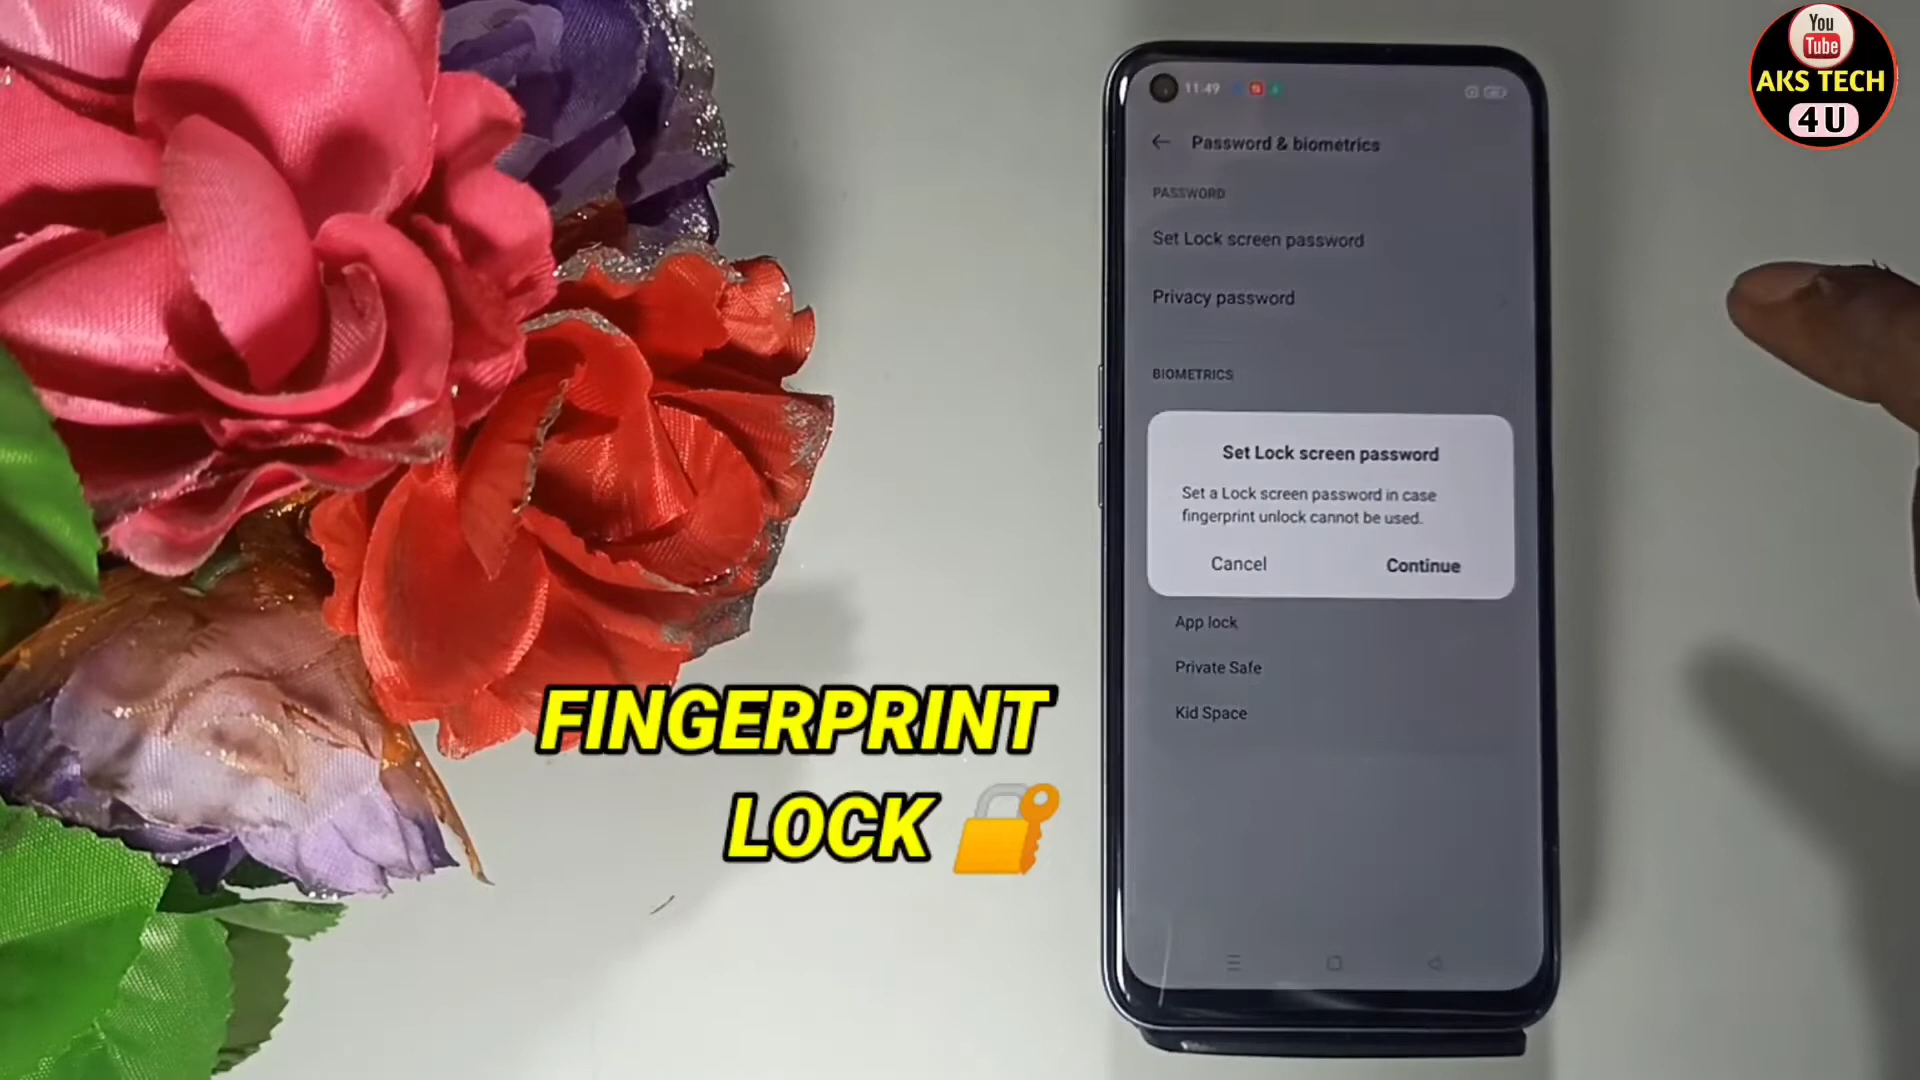 You
Tube
AKS TECH
4U
11:49
Password & biometrics
PASSWORD
Set Lock screen password
Privacy password
BIOMETRICS
Set Lock screen password
Set a Lock screen password in case
fingerprint unlock cannot be used.
Cancel Continue
App lock
Private Safe
Kid Space
FINGERPRINT
LOCK